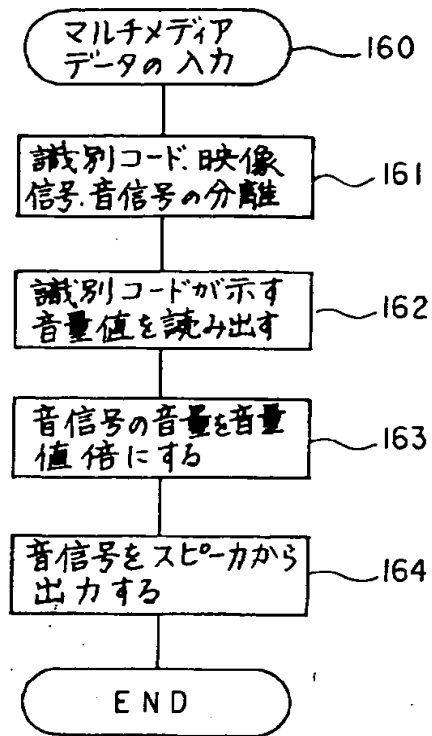 マルチメディア
データの入力
160
識別コード、映像
信号、音信号の分離
161
識別コードが示す
音量値を読み出す
162
音信号の音量を音量
値倍にする
163
音信号をスピーカから
出力する
164
END